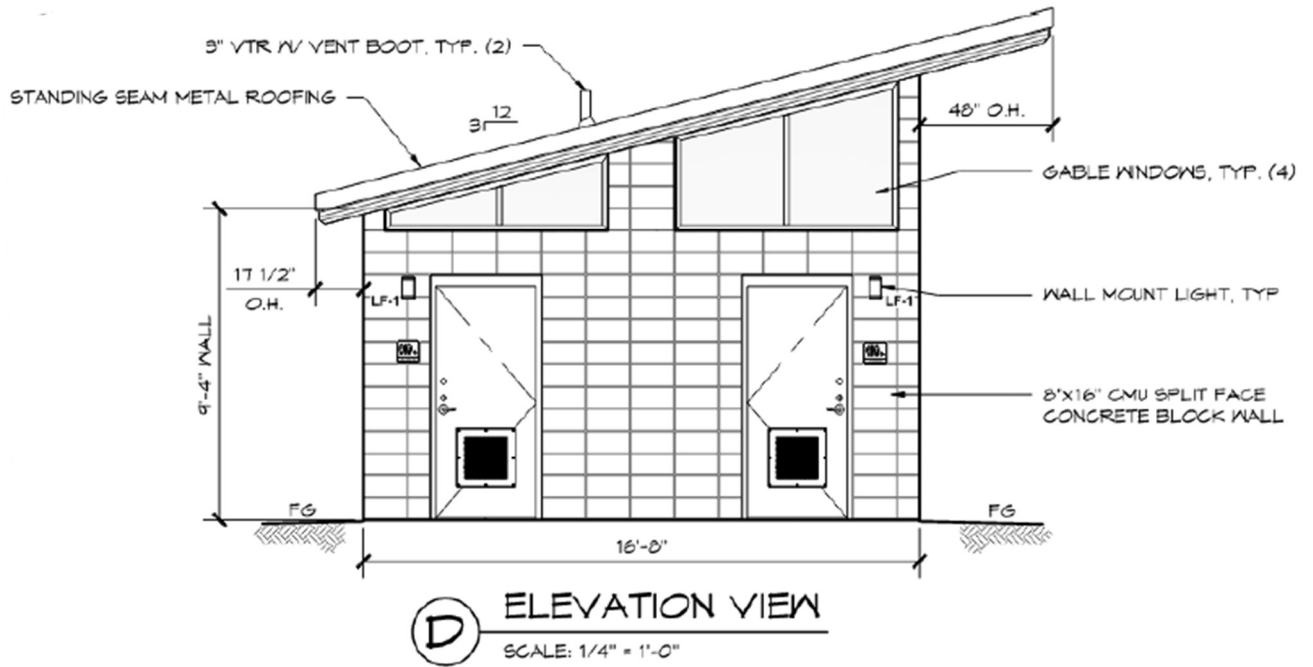 3" VTR W/ VENT BOOT, TYP. (2)
STANDING SEAM METAL ROOFING
12
3
48" O.H.
GABLE WINDOWS, TYP. (4)
17 1/2"
O.H.
LF-1
LF-1
WALL MOUNT LIGHT, TYP
9'-4" WALL
8"x16" CMU SPLIT FACE
CONCRETE BLOCK WALL
FG
FG
16'-8"
D
ELEVATION VIEW
SCALE: 1/4" = 1'-0"